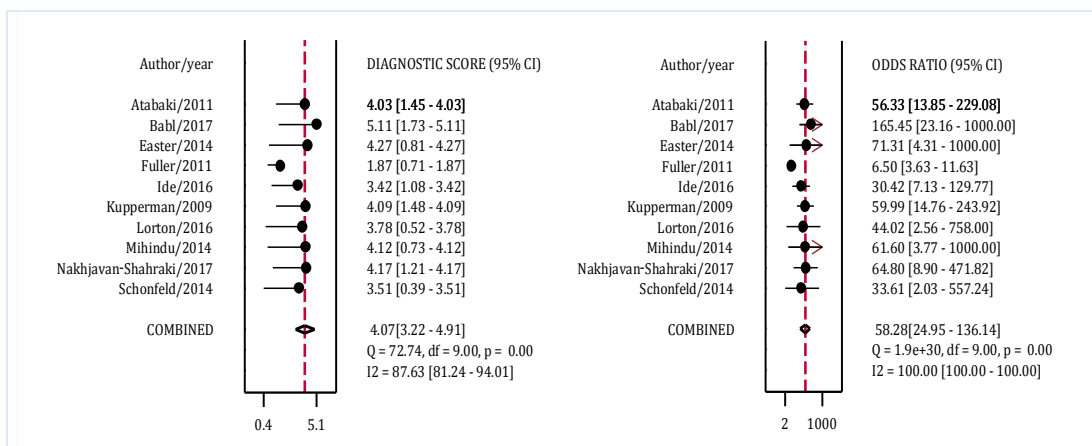 Author/year DIAGNOSTIC SCORE (95% CI)
Atabaki/2011 4.03 [1.45 - 4.03]
Babl/2017 5.11 [1.73 - 5.11]
Easter/2014 4.27 [0.81 - 4.27]
Fuller/2011 1.87 [0.71 - 1.87]
Ide/2016 3.42 [1.08 - 3.42]
Kupperman/2009 4.09 [1.48 - 4.09]
Lorton/2016 3.78 [0.52 - 3.78]
Mihindu/2014 4.12 [0.73 - 4.12]
Nakhjavan-Shahraki/2017 4.17 [1.21 - 4.17]
Schonfeld/2014 3.51 [0.39 - 3.51]
COMBINED 4.07[3.22 - 4.91]
Q = 72.74, df = 9.00, p = 0.00
I2 = 87.63 [81.24 - 94.01]
0.4 5.1
Author/year ODDS RATIO (95% CI)
Atabaki/2011 56.33 [13.85 - 229.08]
Babl/2017 165.45 [23.16 - 1000.00]
Easter/2014 71.31 [4.31 - 1000.00]
Fuller/2011 6.50 [3.63 - 11.63]
Ide/2016 30.42 [7.13 - 129.77]
Kupperman/2009 59.99 [14.76 - 243.92]
Lorton/2016 44.02 [2.56 - 758.00]
Mihindu/2014 61.60 [3.77 - 1000.00]
Nakhjavan-Shahraki/2017 64.80 [8.90 - 471.82]
Schonfeld/2014 33.61 [2.03 - 557.24]
COMBINED 58.28[24.95 - 136.14]
Q = 1.9e+30, df = 9.00, p = 0.00
I2 = 100.00 [100.00 - 100.00]
2 1000